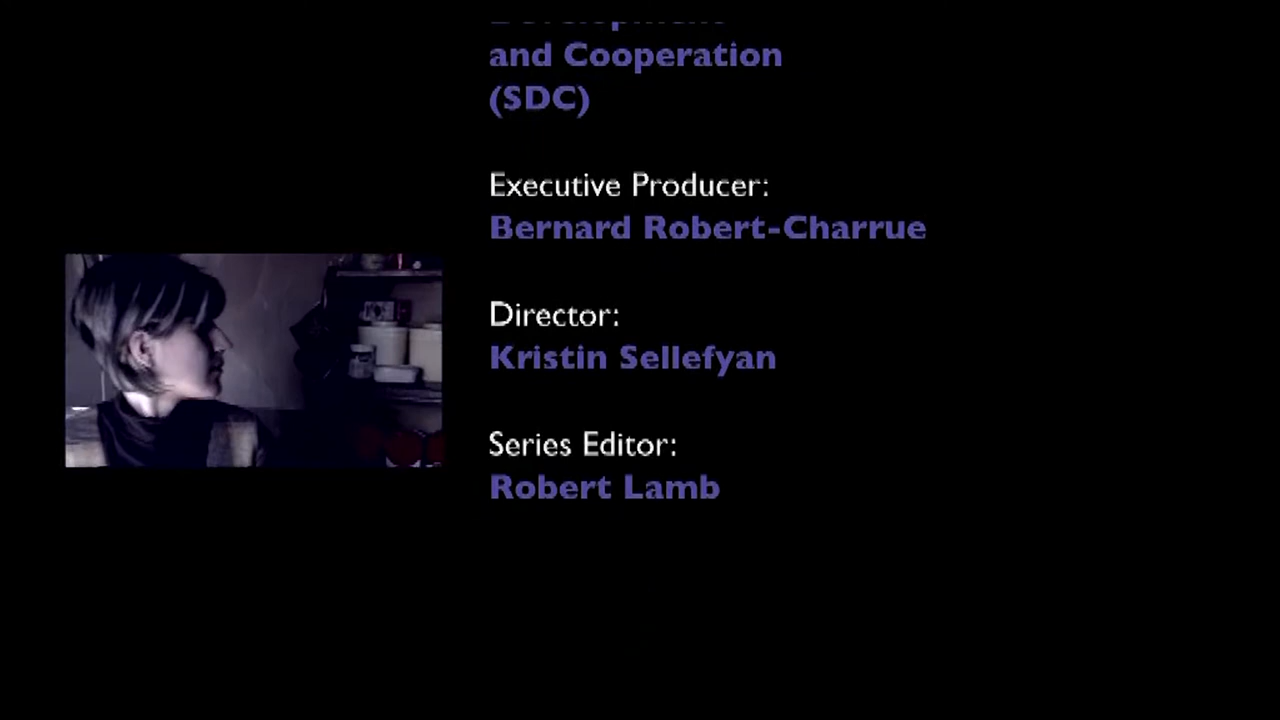 and Cooperation
(SDC)
Executive Producer:
Bernard Robert-Charrue
Director:
Kristin Sellefyan
Series Editor:
Robert Lamb